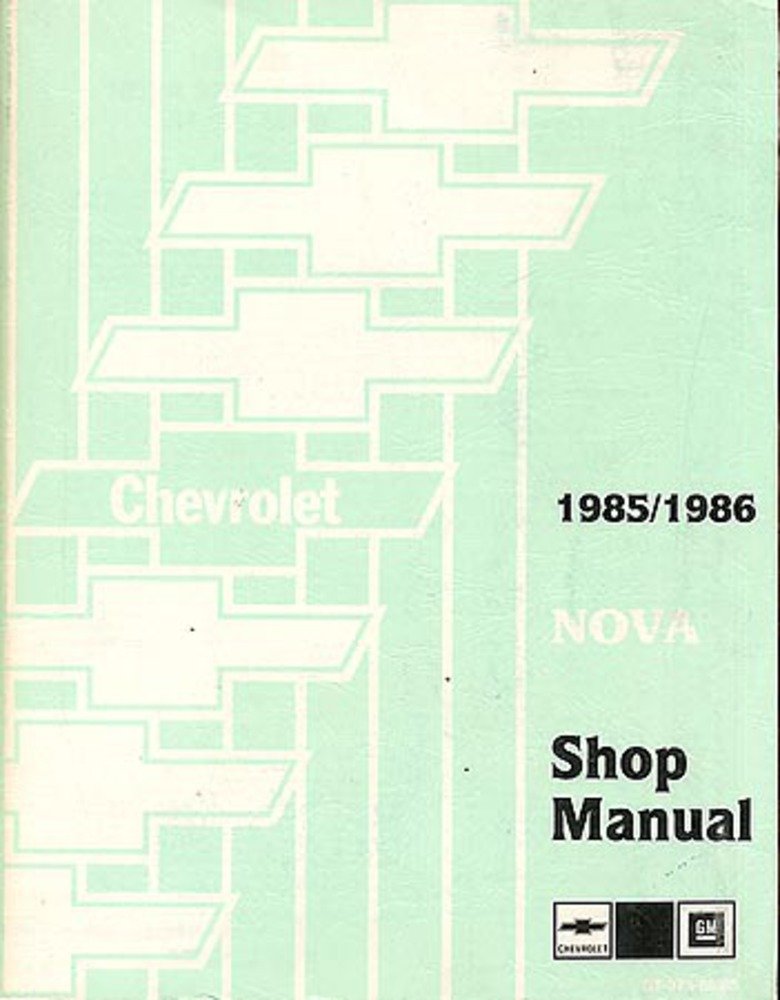 Chevrolet
1985/1986
NOVA
Shop
Manual
CHEVROLET
GM